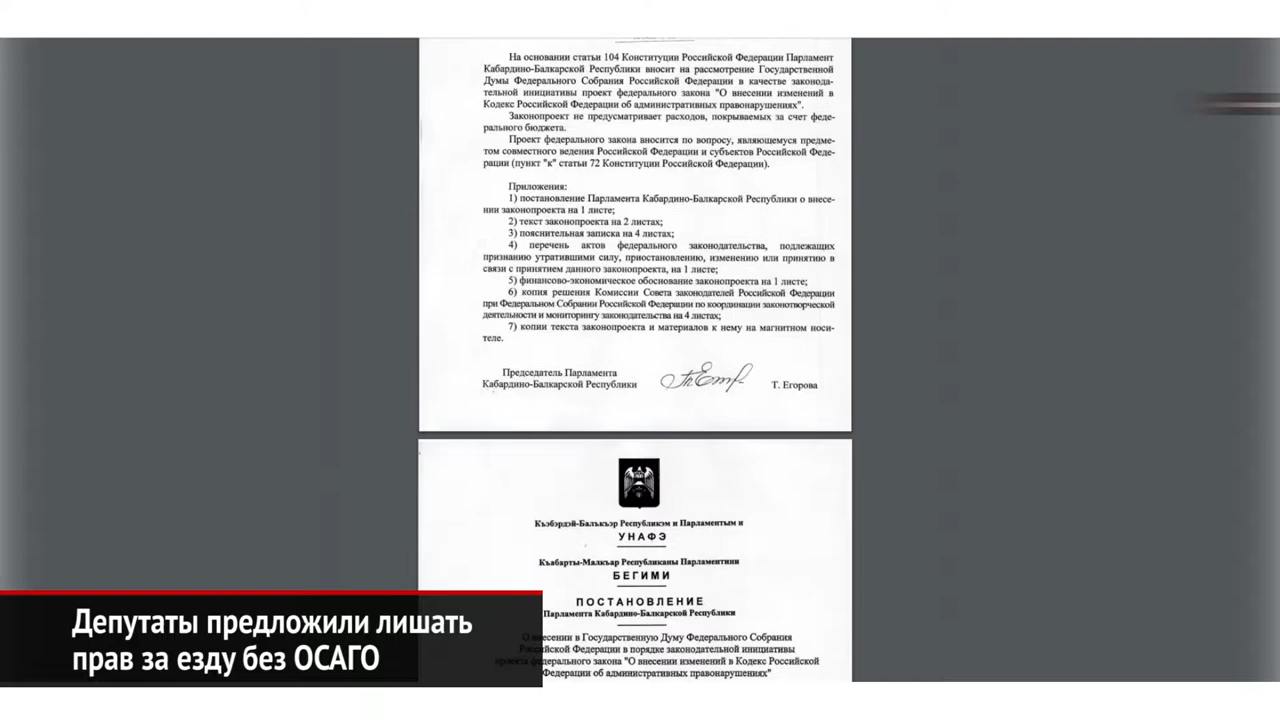 На основании статьи 104 Конституции Российской Федерации Парламент
Кабардино-Балкарской Республики вносит на рассмотрение Государственной
Думы Федерального Собрания Российской Федерации в качестве законода-
тельной инициативы проект федерального закона "О внесении изменений в
Кодекс Российской Федерации об административных правонарушениях".
Законопроект не предусматривает расходов, покрываемых за счет феде-
рального бюджета.
Проект федерального закона вносится по вопросу, являющемуся предме-
том совместного ведения Российской Федерации и субъектов Российской Феде-
рации (пункт "к" статьи 72 Конституции Российской Федерации).
Приложения:
1) постановление Парламента Кабардино-Балкарской Республики о внесе-
нии законопроекта на 1 листе;
2) текст законопроекта на 2 листах;
3) пояснительная записка на 4 листах;
4) перечень актов федерального законодательства, подлежащих
признанию утратившими силу, приостановлению, изменению или принятию в
связи с принятием данного законопроекта, на 1 листе;
5) финансово-экономическое обоснование законопроекта на 1 листе;
6) копия решения Комиссии Совета законодателей Российской Федерации
при Федеральном Собрании Российской Федерации по координации законотворческой
деятельности и мониторингу законодательства на 4 листах;
7) копии текста законопроекта и материалов к нему на магнитном носи-
теле.
Председатель Парламента
Кабардино-Балкарской Республики Т. Егорова
Къэбэрдэй-Балъкъэр Республикэм и Парламентым и
УНАФЭ
Къабарты-Малкъар Республиканы Парламентини
БЕГИМИ
ПОСТАНОВЛЕНИЕ
Парламента Кабардино-Балкарской Республики
О внесении в Государственную Думу Федерального Собрания
Российской Федерации в порядке законодательной инициативы
проекта федерального закона "О внесении изменений в Кодекс Российской
Федерации об административных правонарушениях"
Депутаты предложили лишать
прав за езду без ОСАГО